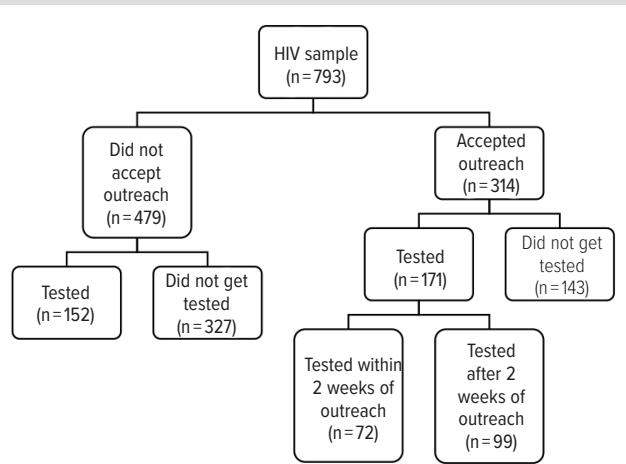 HIV sample
(n=793)
Did not
accept
outreach
(n=479)
Accepted
outreach
(n=314)
Tested
(n=152)
Did not get
tested
(n=327)
Tested
(n=171)
Did not get
tested
(n=143)
Tested within
2 weeks of
outreach
(n=72)
Tested
after 2
weeks of
outreach
(n=99)